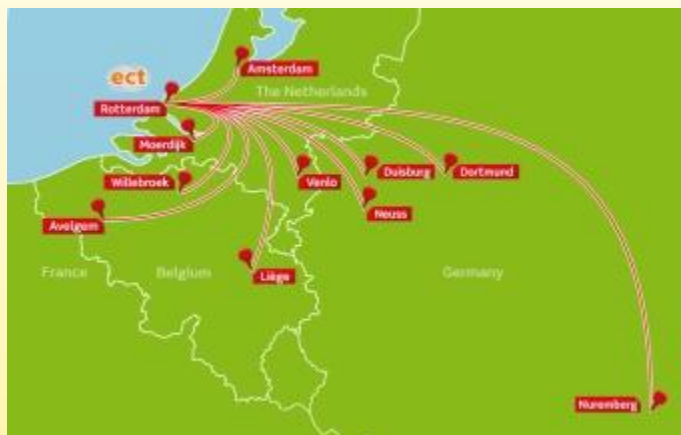 Amsterdam
ect
The Netherlands
Rotterdam
Moerdijk
Willebroek
Venlo
Duisburg
Dortmund
Neuss
Avelgem
France
Belgium
Liège
Germany
Nuremberg